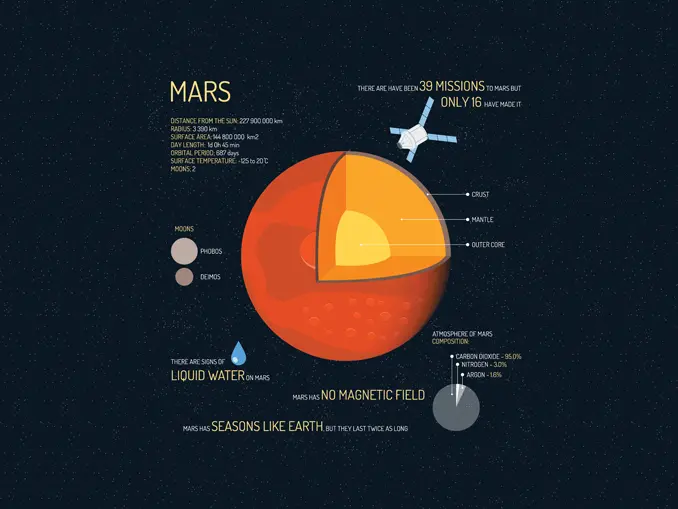 MARS
THERE ARE HAVE BEEN 39 MISSIONS TO MARS BUT
ONLY 16 HAVE MADE IT
DISTANCE FROM THE SUN: 227 900 000 km
RADIUS: 3 390 km
SURFACE AREA: 144 800 000 km2
DAY LENGTH: 1d 0h 45 min
ORBITAL PERIOD: 687 days
SURFACE TEMPERATURE: -125 to 20°C
MOONS: 2
CRUST
MANTLE
OUTER CORE
MOONS
PHOBOS
DEIMOS
THERE ARE SIGNS OF
LIQUID WATER ON MARS
ATMOSPHERE OF MARS
COMPOSITION:
CARBON DIOXIDE - 95.0%
NITROGEN - 3.0%
ARGON - 1.6%
MARS HAS NO MAGNETIC FIELD
MARS HAS SEASONS LIKE EARTH, BUT THEY LAST TWICE AS LONG